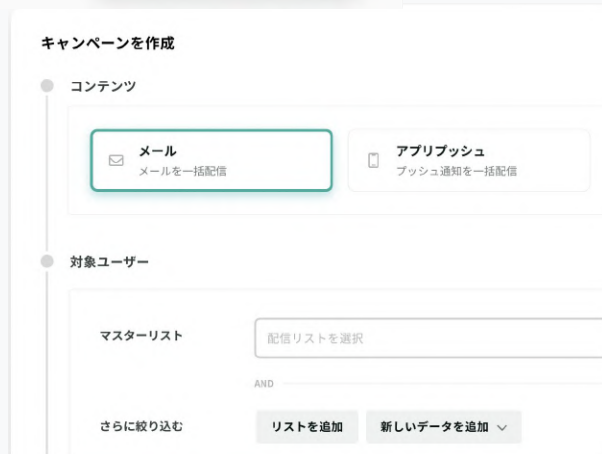 キャンペーンを作成
コンテンツ
メール
メールを一括配信
アプリプッシュ
プッシュ通知を一括配信
対象ユーザー
マスターリスト
配信リストを選択
AND
さらに絞り込む
リストを追加
新しいデータを追加